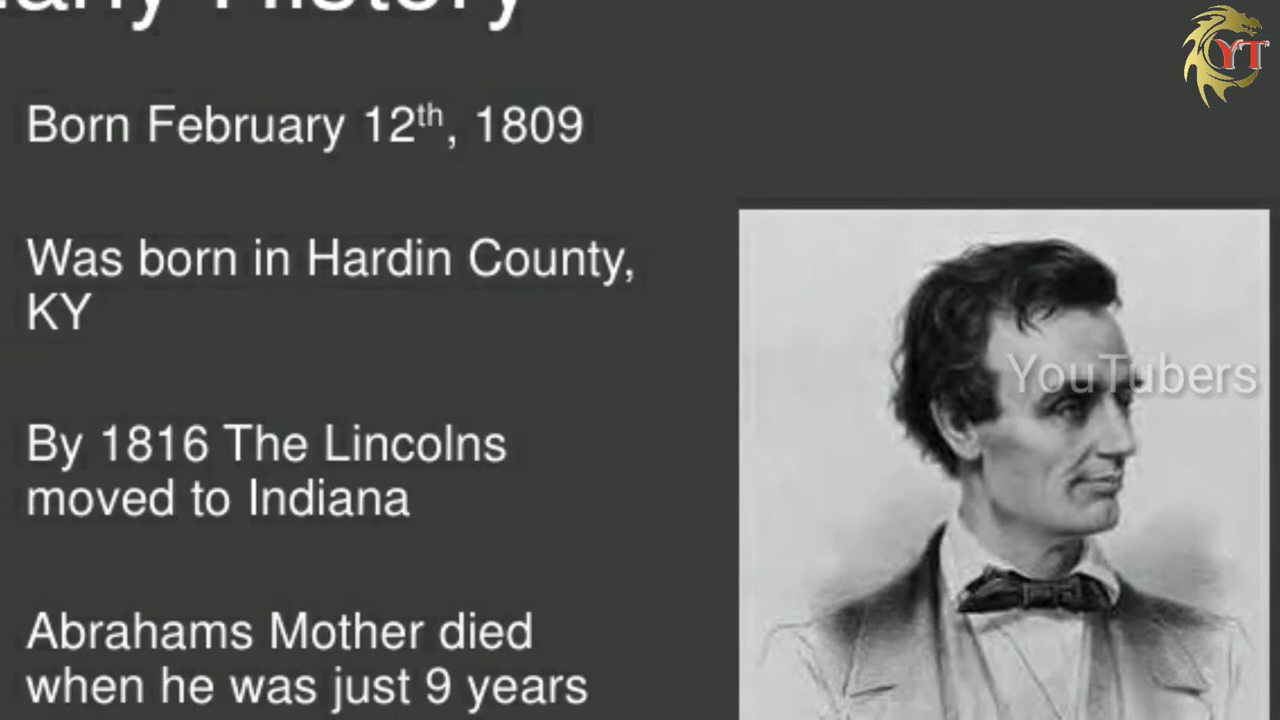 History
YT
Born February 12th, 1809
Was born in Hardin County,
KY
YouTubers
By 1816 The Lincolns
moved to Indiana
Abrahams Mother died
when he was just 9 years